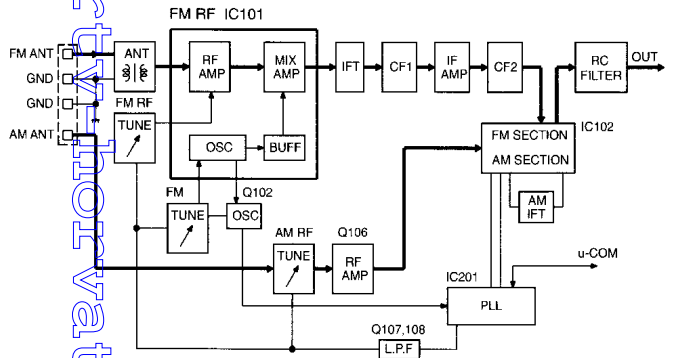 FM RF IC101
FM ANT
GND
GND
AM ANT
ANT
RF AMP
MIX AMP
IFT
CF1
IF AMP
CF2
RC FILTER
OUT
FM RF
TUNE
OSC
BUFF
FM SECTION
AM SECTION
IC102
AM IFT
FM
TUNE
Q102
OSC
AM RF
TUNE
Q106
RF AMP
u-COM
IC201
PLL
Q107,108
L.P.F